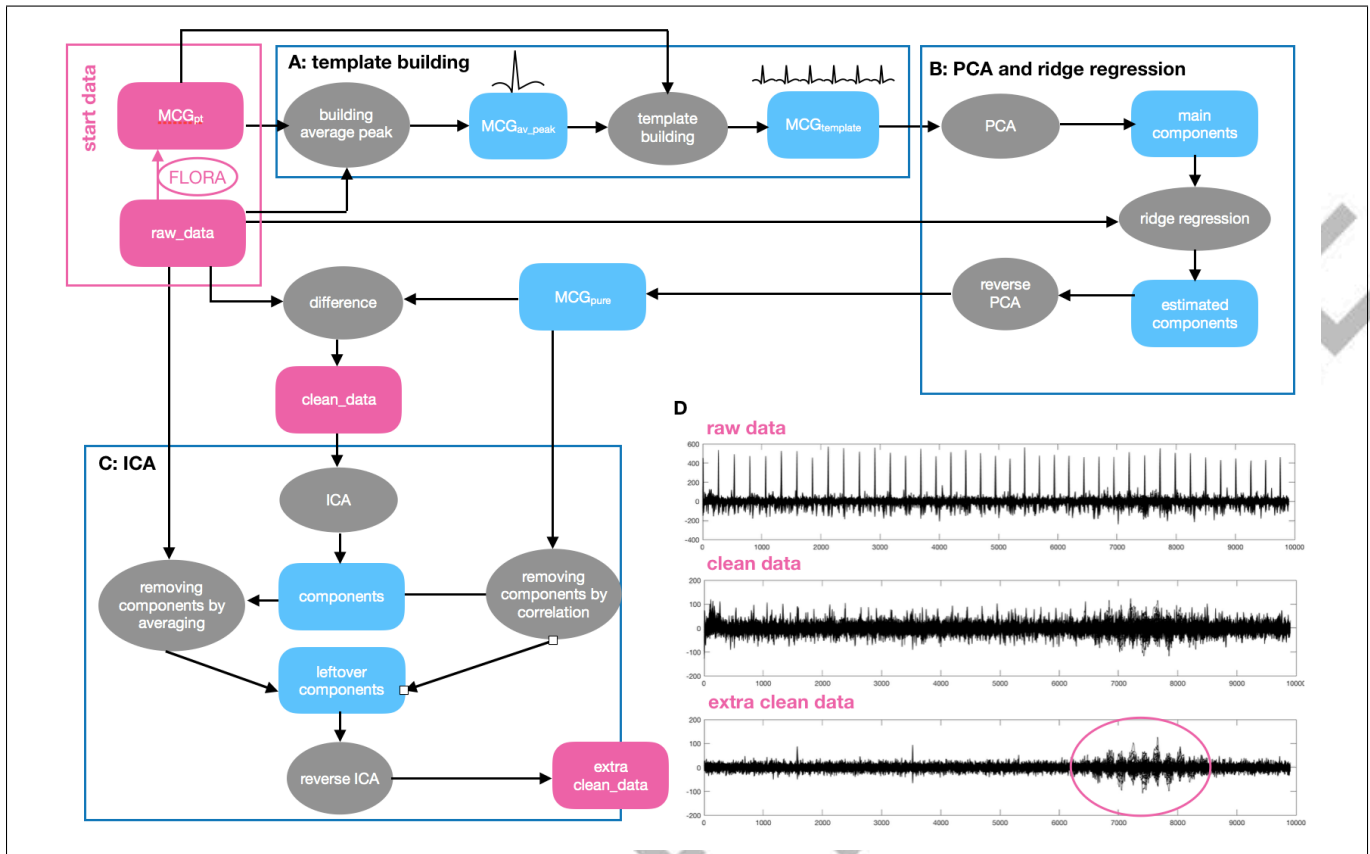 start data
MCGpt
FLORA
raw_data
A: template building
building
average peak
MCGav_peak
template
building
MCGtemplate
B: PCA and ridge regression
PCA
main
components
ridge regression
estimated
components
reverse
PCA
MCGpure
difference
clean_data
C: ICA
ICA
components
removing
components by
averaging
removing
components by
correlation
leftover
components
reverse ICA
extra
clean_data
D
raw data
600
400
200
0
-200
-400
0 1000 2000 3000 4000 5000 6000 7000 8000 9000 10000
clean data
200
100
0
-100
-200
0 1000 2000 3000 4000 5000 6000 7000 8000 9000 1000
extra clean data
200
100
0
-100
-200
0 1000 2000 3000 4000 5000 6000 7000 8000 9000 10000